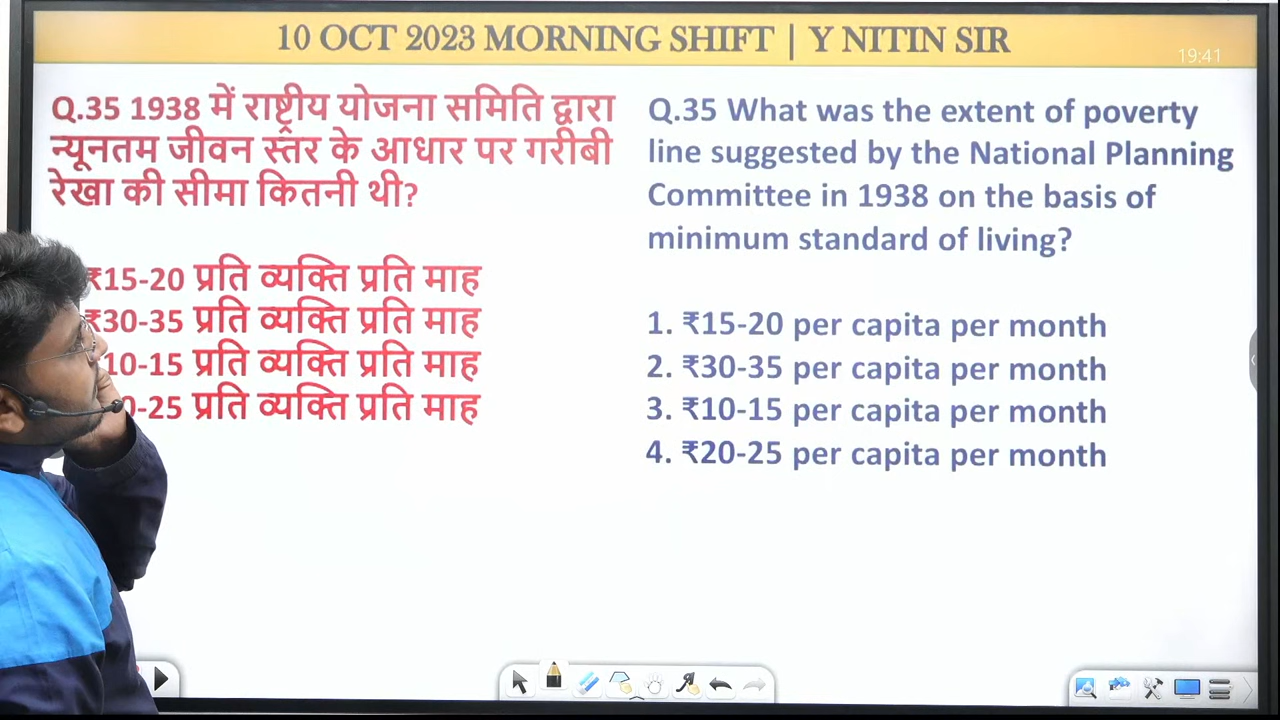 10 OCT 2023 MORNING SHIFT | Y NITIN SIR
19:41
Q.35 1938 में राष्ट्रीय योजना समिति द्वारा
न्यूनतम जीवन स्तर के आधार पर गरीबी
रेखा की सीमा कितनी थी?
₹15-20 प्रति व्यक्ति प्रति माह
₹30-35 प्रति व्यक्ति प्रति माह
10-15 प्रति व्यक्ति प्रति माह
0-25 प्रति व्यक्ति प्रति माह
Q.35 What was the extent of poverty
line suggested by the National Planning
Committee in 1938 on the basis of
minimum standard of living?
1. ₹15-20 per capita per month
2. ₹30-35 per capita per month
3. ₹10-15 per capita per month
4. ₹20-25 per capita per month